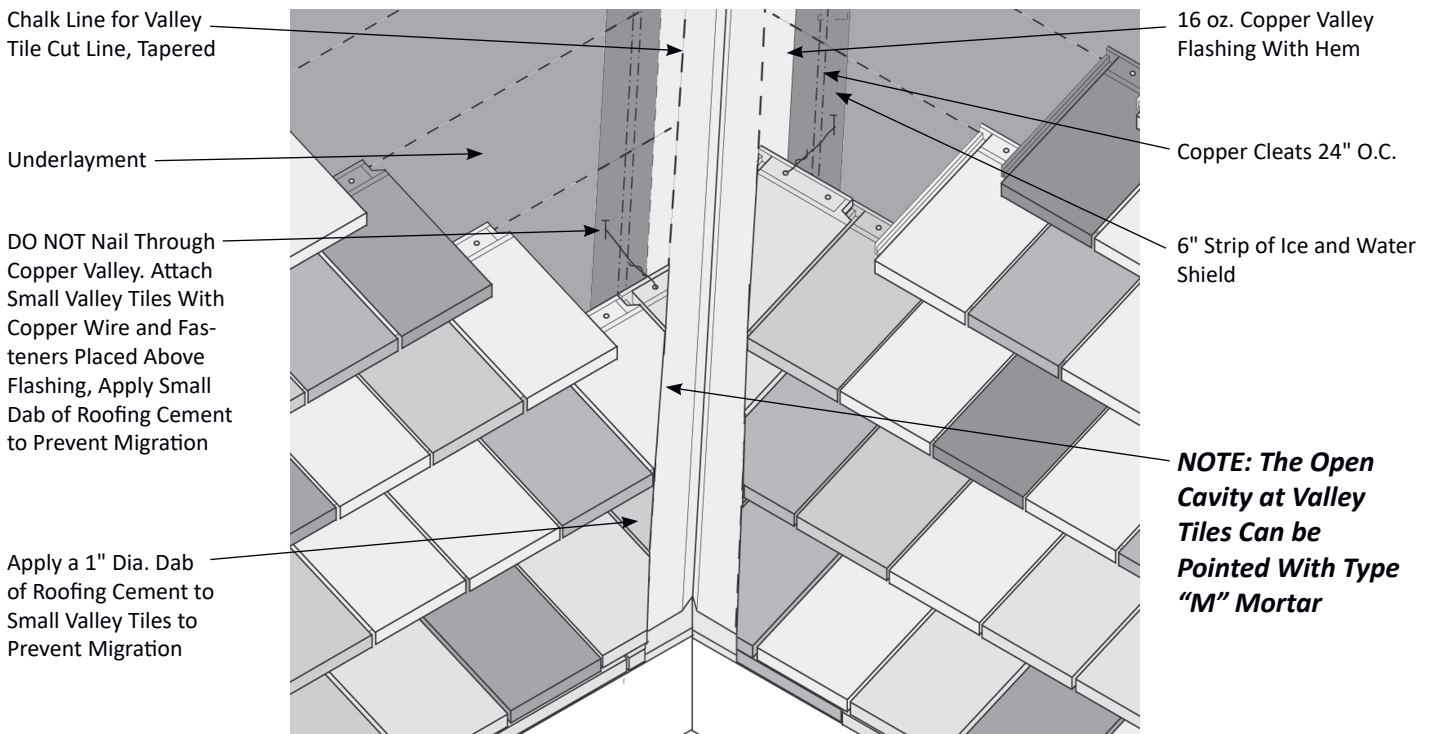 Chalk Line for Valley
Tile Cut Line, Tapered
Underlayment
DO NOT Nail Through
Copper Valley. Attach
Small Valley Tiles With
Copper Wire and Fas-
teners Placed Above
Flashing, Apply Small
Dab of Roofing Cement
to Prevent Migration
Apply a 1" Dia. Dab
of Roofing Cement to
Small Valley Tiles to
Prevent Migration
16 oz. Copper Valley
Flashing With Hem
Copper Cleats 24" O.C.
6" Strip of Ice and Water
Shield
NOTE: The Open
Cavity at Valley
Tiles Can be
Pointed With Type
“M” Mortar